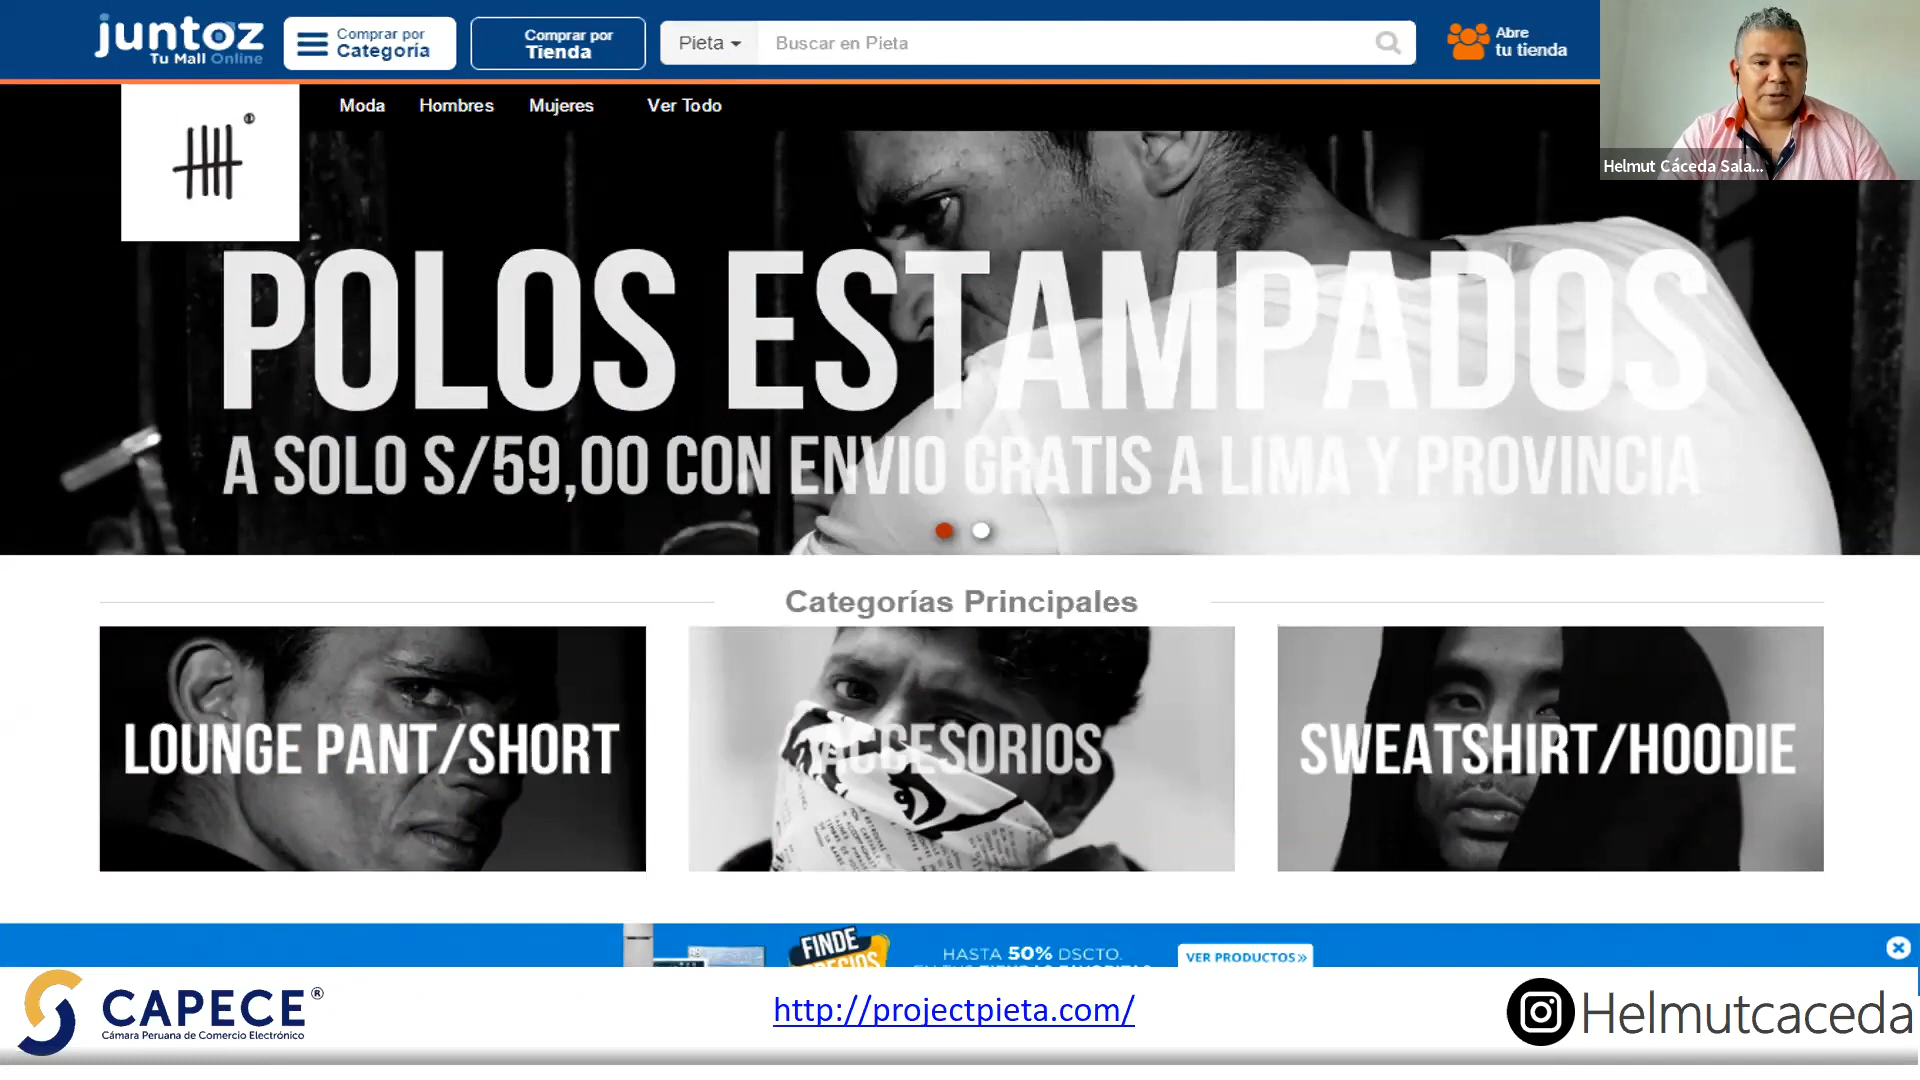 juntoz
Tu Mall Online
Comprar por
Categoría
Comprar por
Tienda
Pieta
Buscar en Pieta
Abre
tu tienda
Helmut Cáceda Sala...
Moda Hombres Mujeres Ver Todo
POLOS ESTAMPADOS
A SOLO S/59,00 CON ENVIO GRATIS A LIMA Y PROVINCIA
Categorías Principales
LOUNGE PANT/SHORT
ACCESORIOS
SWEATSHIRT/HOODIE
FINDE
HASTA 50% DSCTO.
VER PRODUCTOS»
CAPECE®
Cámara Peruana de Comercio Electrónico
http://projectpieta.com/
Helmutcaceda